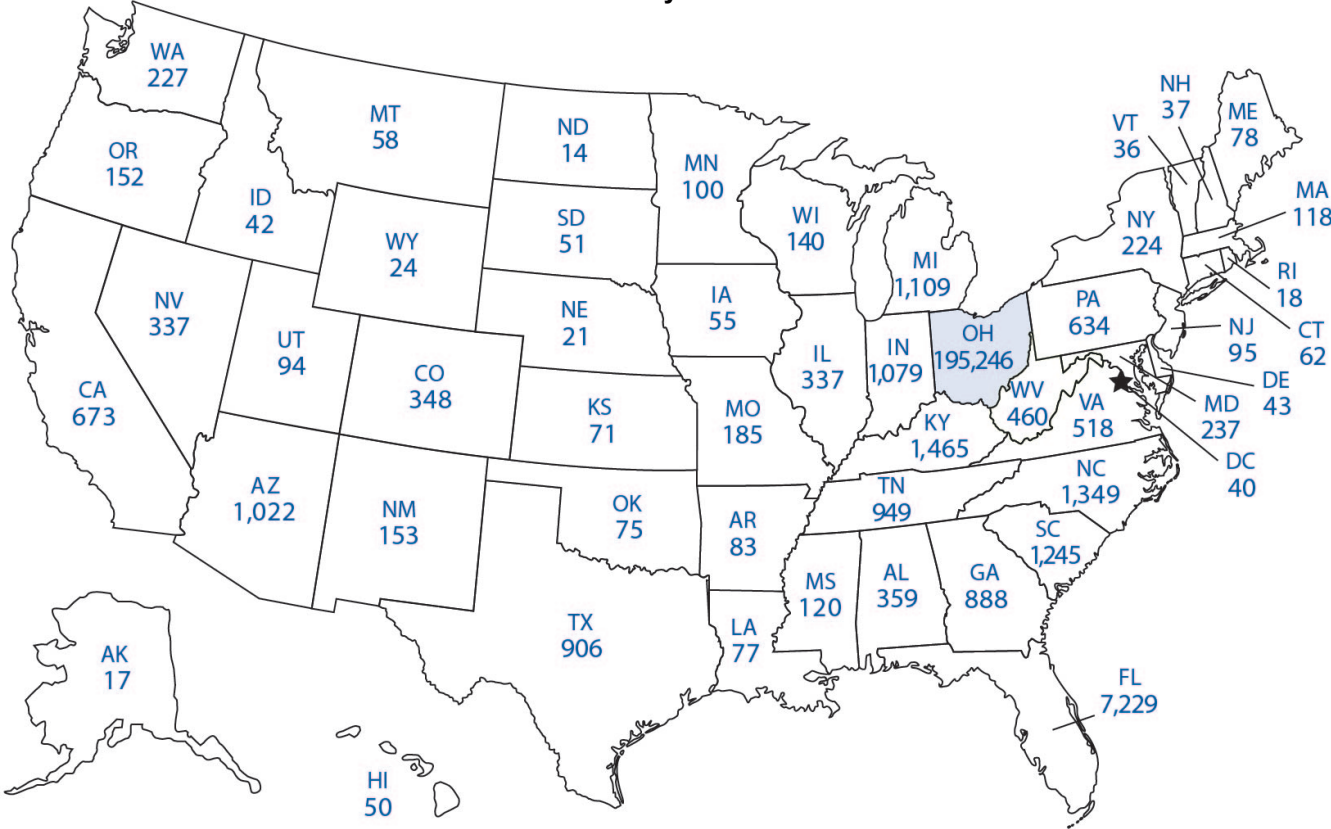 WA
227
OR
152
ID
42
MT
58
ND
14
MN
100
SD
51
WY
24
NE
21
IA
55
WI
140
MI
1,109
NV
337
UT
94
CO
348
CA
673
KS
71
MO
185
IL
337
IN
1,079
OH
195,246
PA
634
NY
224
VT
36
NH
37
ME
78
MA
118
RI
18
CT
62
NJ
95
DE
43
MD
237
DC
40
WV
460
VA
518
KY
1,465
TN
949
NC
1,349
SC
1,245
AZ
1,022
NM
153
OK
75
AR
83
TX
906
LA
77
MS
120
AL
359
GA
888
FL
7,229
AK
17
HI
50